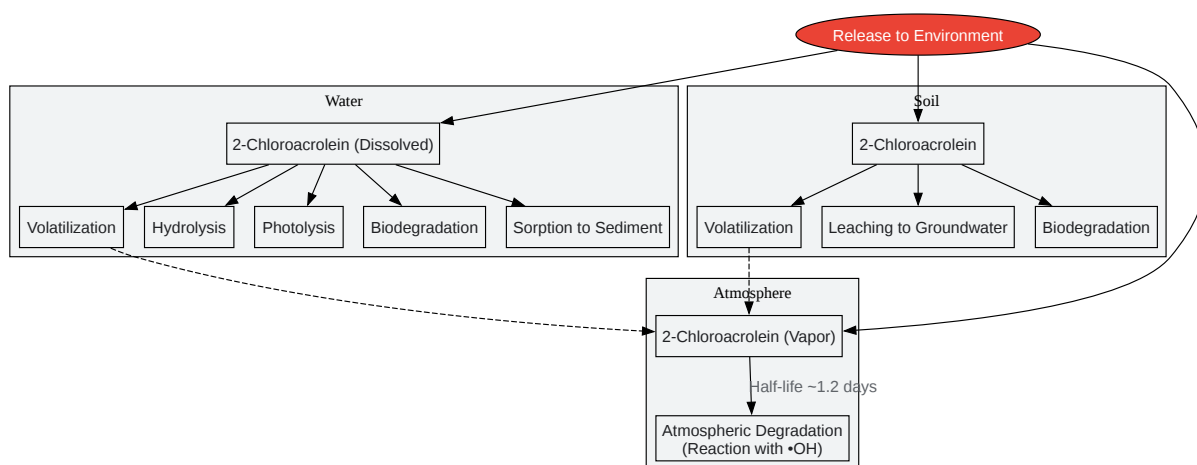 Release to Environment
Water
Soil
2-Chloroacrolein (Dissolved)
2-Chloroacrolein
Volatilization
Hydrolysis
Photolysis
Biodegradation
Sorption to Sediment
Volatilization
Leaching to Groundwater
Biodegradation
Atmosphere
2-Chloroacrolein (Vapor)
Half-life ~1.2 days
Atmospheric Degradation
(Reaction with •OH)